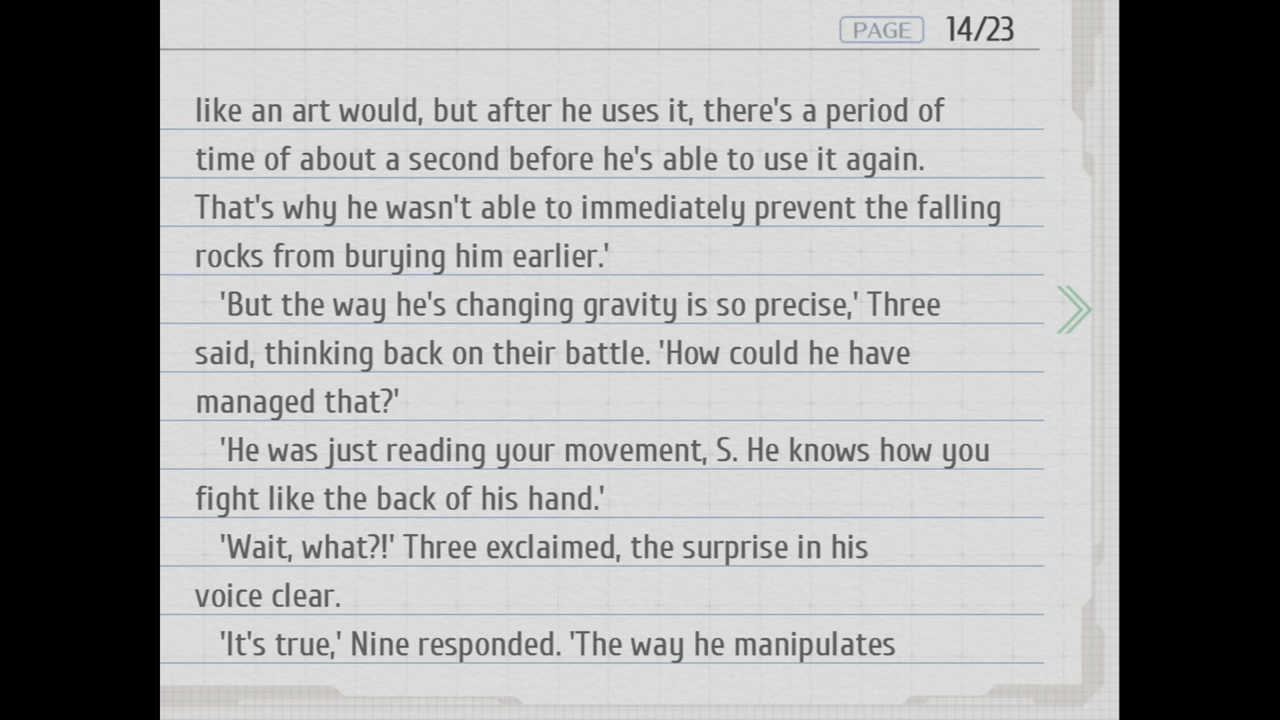 PAGE 14/23
like an art would, but after he uses it, there's a period of
time of about a second before he's able to use it again.
That's why he wasn't able to immediately prevent the falling
rocks from burying him earlier.'
'But the way he's changing gravity is so precise,' Three
said, thinking back on their battle. 'How could he have
managed that?'
'He was just reading your movement, S. He knows how you
fight like the back of his hand.'
'Wait, what?!' Three exclaimed, the surprise in his
voice clear.
'It's true,' Nine responded. 'The way he manipulates